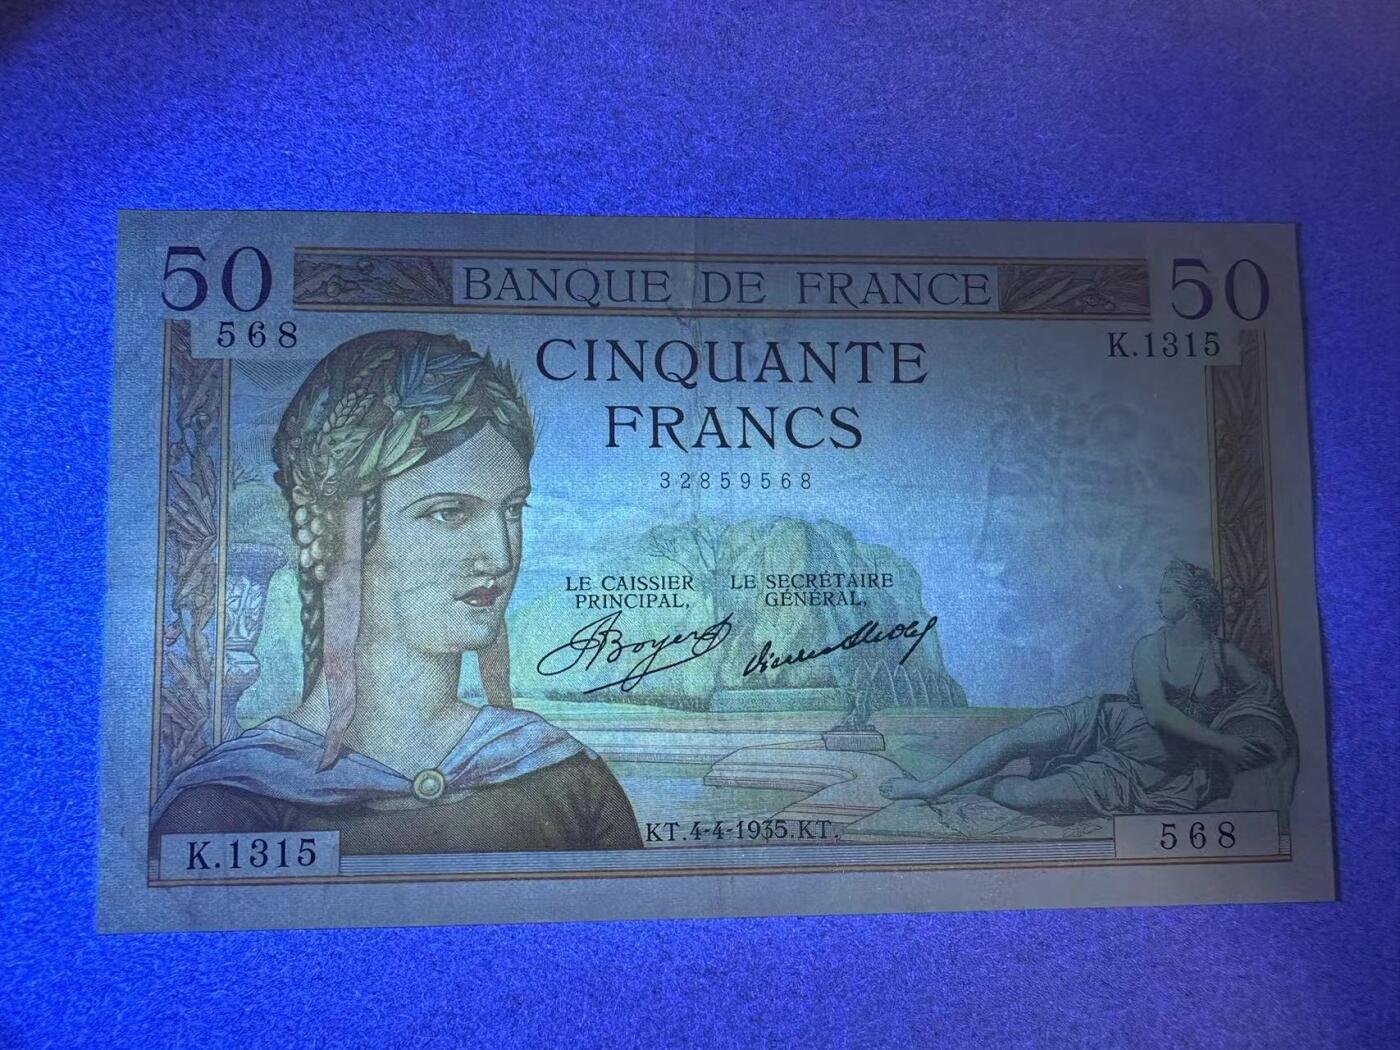 50
BANQUE DE FRANCE
50
568
K.1315
CINQUANTE
FRANCS
32859568
LE CAISSIER
PRINCIPAL,
LE SECRÉTAIRE
GÉNÉRAL,
KT.4-4-1935.KT.
K.1315
568